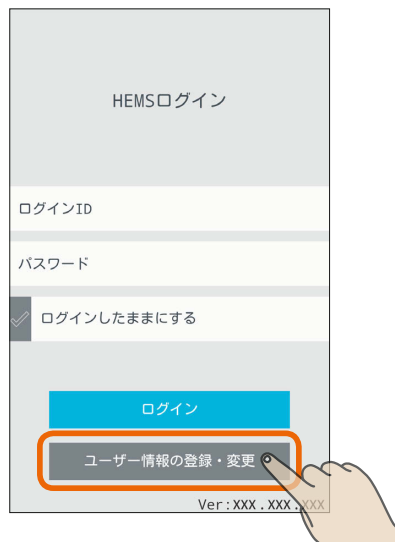 HEMSログイン
ログインID
パスワード
ログインしたままにする
ログイン
ユーザー情報の登録・変更
Ver:XXX.XXX.XXX